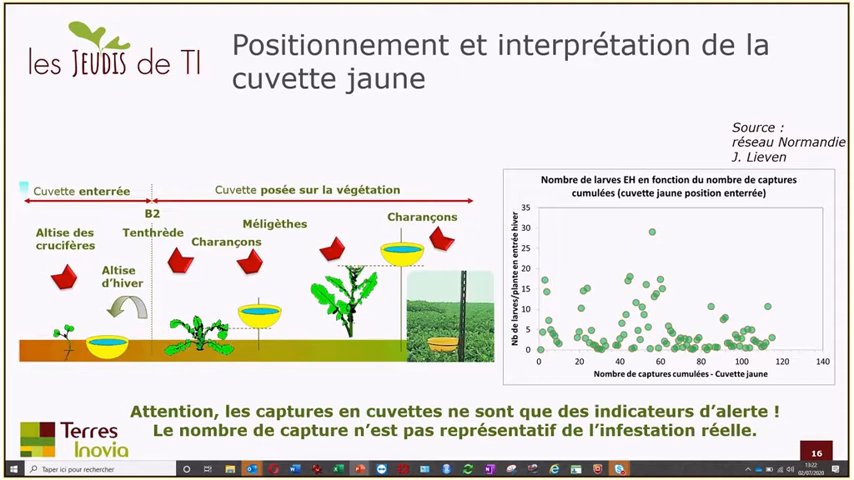 les JEUDIS de TI
Positionnement et interprétation de la
cuvette jaune
Source :
réseau Normandie
J. Lieven
Cuvette enterrée
Cuvette posée sur la végétation
B2
Altise des
crucifères
Tenthrède
Charançons
Méligèthes
Charançons
Altise
d'hiver
Nombre de larves EH en fonction du nombre de captures
cumulées (cuvette jaune position enterrée)
Nb de larves/plante en entrée hiver
35
30
25
20
15
10
5
0
0 20 40 60 80 100 120 140
Nombre de captures cumulées - Cuvette jaune
Attention, les captures en cuvettes ne sont que des indicateurs d'alerte !
Le nombre de capture n'est pas représentatif de l'infestation réelle.
Terres
Inovia
16
Taper ici pour rechercher
13:22
02/07/2020